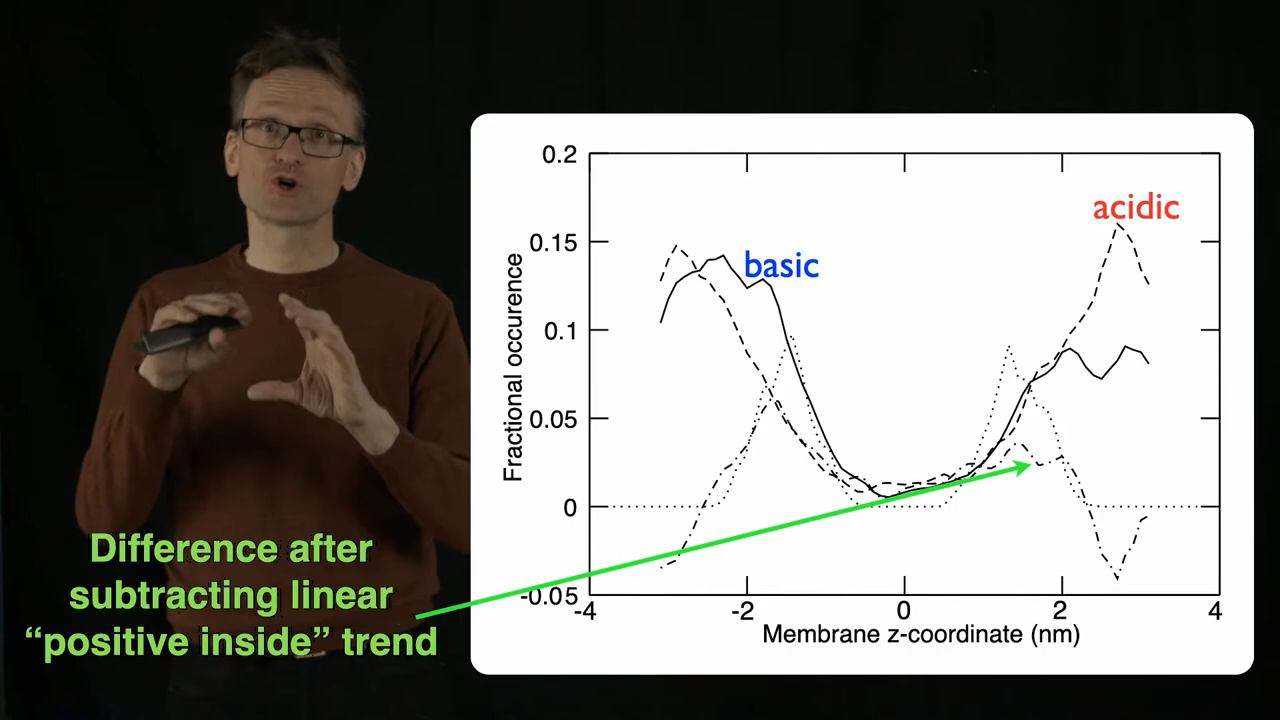 0.2
acidic
0.15
basic
0.1
0.05
0
-0.05
-4
-2
0
2
4
Fractional occurence
Membrane z-coordinate (nm)
Difference after
subtracting linear
“positive inside” trend